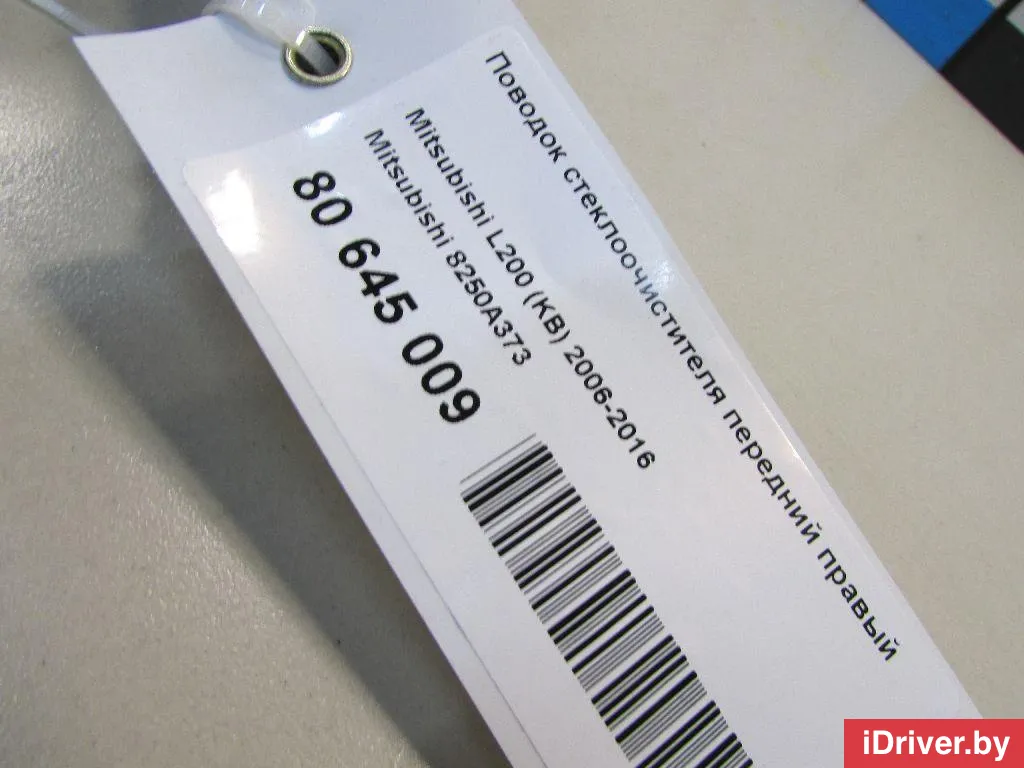 Поводок стеклоочистителя передний правый
Mitsubishi L200 (KB) 2006-2016
Mitsubishi 8250A373
80 645 009
iDriver.by